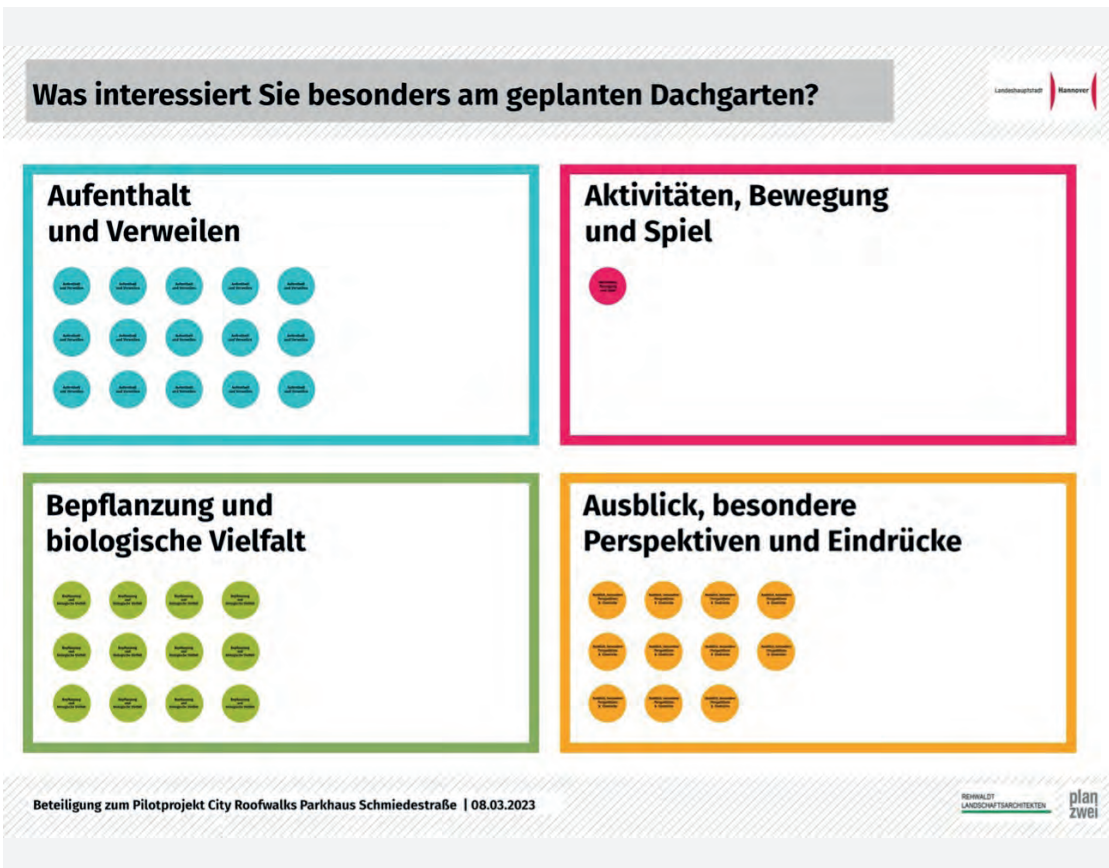 Was interessiert Sie besonders am geplanten Dachgarten?
Landeshauptstadt Hannover
Aufenthalt
und Verweilen
Aktivitäten, Bewegung
und Spiel
Bepflanzung und
biologische Vielfalt
Ausblick, besondere
Perspektiven und Eindrücke
Beteiligung zum Pilotprojekt City Roofwalks Parkhaus Schmiedestraße | 08.03.2023
REHWALDT
LANDSCHAFTSARCHITEKTEN
plan
zwei